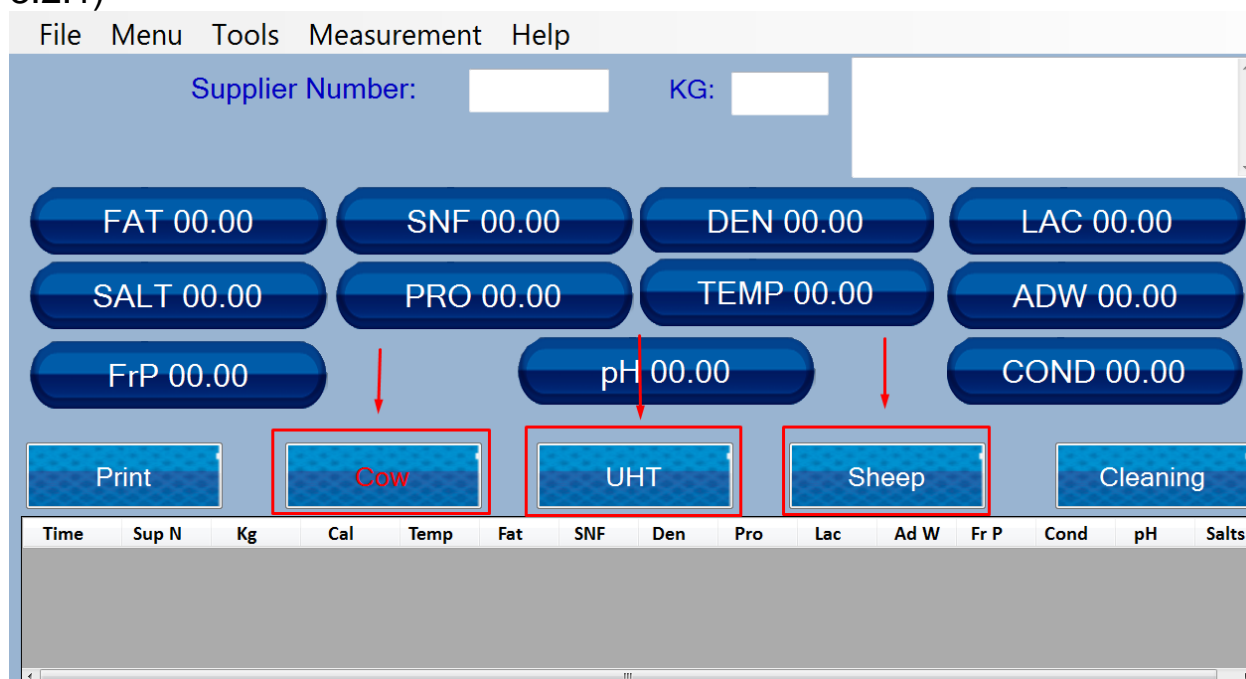 File Menu Tools Measurement Help
Supplier Number: KG:
FAT 00.00 SNF 00.00 DEN 00.00 LAC 00.00
SALT 00.00 PRO 00.00 TEMP 00.00 ADW 00.00
FrP 00.00 pH 00.00 COND 00.00
Print Cow UHT Sheep Cleaning
Time Sup N Kg Cal Temp Fat SNF Den Pro Lac Ad W Fr P Cond pH Salts